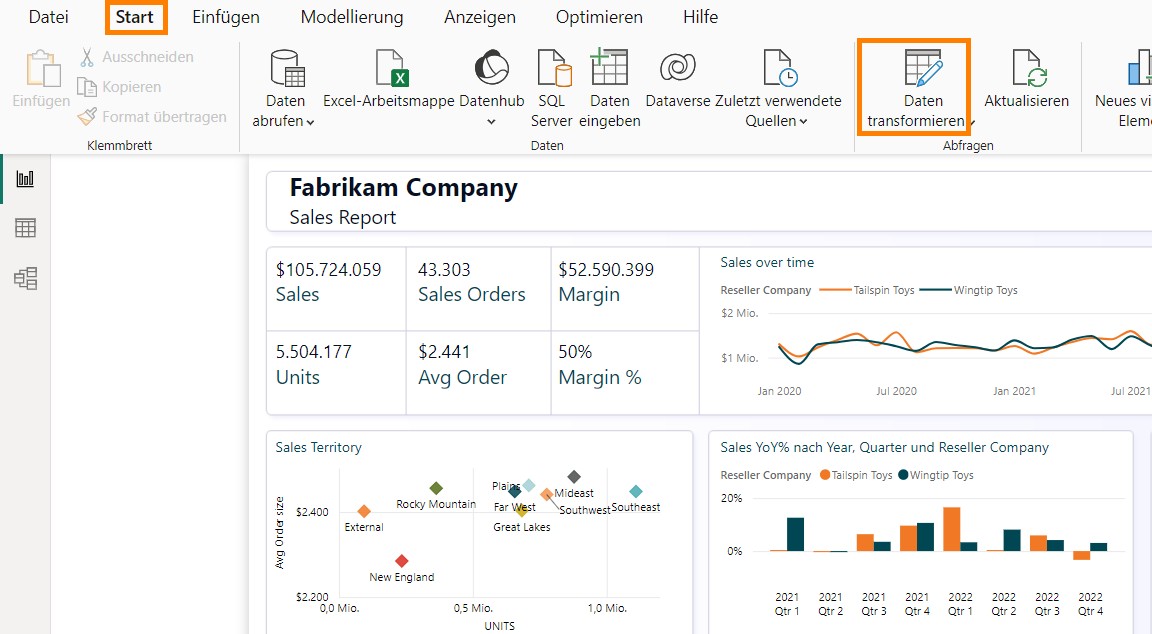 Datei Start Einfügen Modellierung Anzeigen Optimieren Hilfe
Einfügen
Ausschneiden
Kopieren
Format übertragen
Klemmbrett
Daten
abrufen
Excel-Arbeitsmappe
Datenhub
SQL
Server
Daten
eingeben
Dataverse
Zuletzt verwendete
Quellen
Daten
Daten
transformieren
Aktualisieren
Abfragen
Neues vi
Eleme
Fabrikam Company
Sales Report
$105.724.059
Sales
43.303
Sales Orders
$52.590.399
Margin
5.504.177
Units
$2.441
Avg Order
50%
Margin %
Sales over time
Reseller Company Tailspin Toys Wingtip Toys
$2 Mio.
$1 Mio.
Jan 2020 Jul 2020 Jan 2021 Jul 2021
Sales Territory
Avg Order size
$2.400
$2.200
Plains
Mideast
Rocky Mountain
Far West
Southwest
Southeast
External
Great Lakes
New England
0,0 Mio. 0,5 Mio. 1,0 Mio.
UNITS
Sales YoY% nach Year, Quarter und Reseller Company
Reseller Company Tailspin Toys Wingtip Toys
20%
0%
2021 2021 2021 2021 2022 2022 2022 2022
Qtr 1 Qtr 2 Qtr 3 Qtr 4 Qtr 1 Qtr 2 Qtr 3 Qtr 4